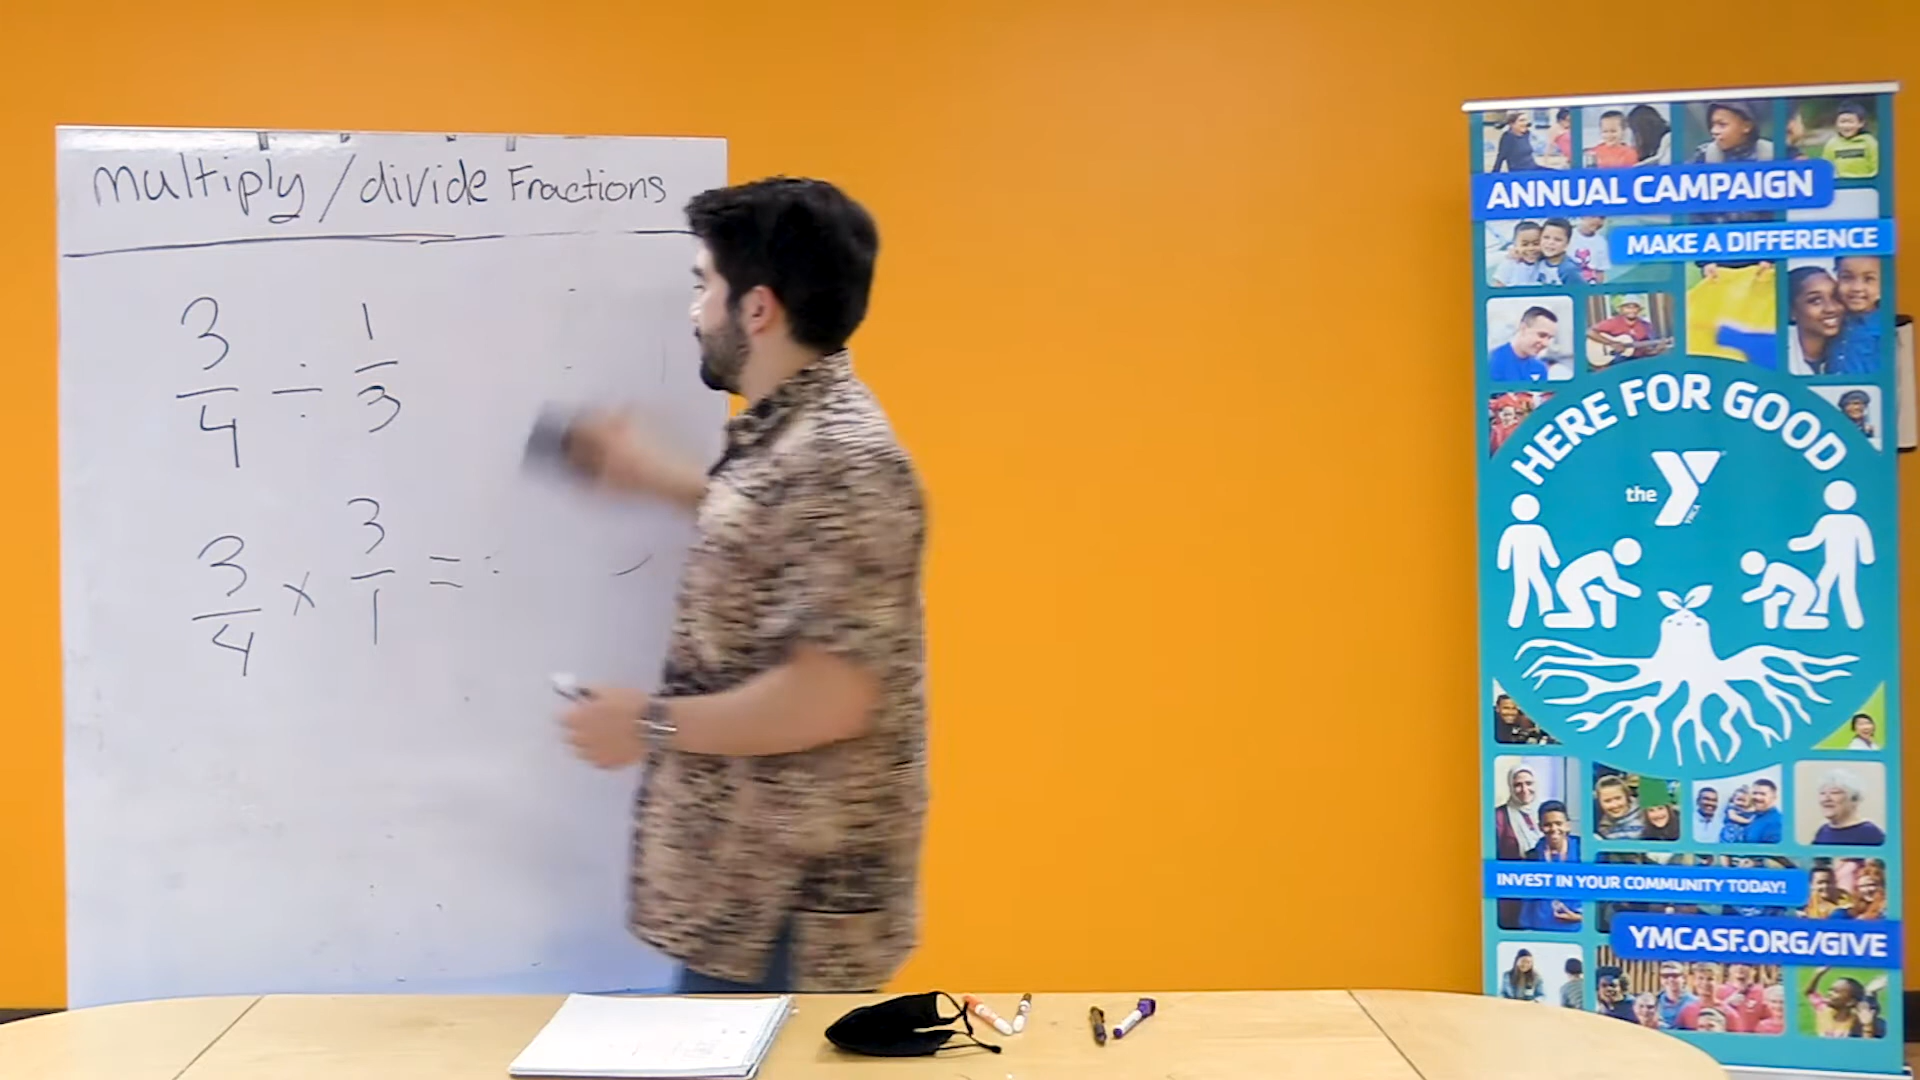 multiply / divide Fractions
3/4 ÷ 1/3
3/4 x 3/1 =
ANNUAL CAMPAIGN
MAKE A DIFFERENCE
HERE FOR GOOD
the Y
YMCA
INVEST IN YOUR COMMUNITY TODAY!
YMCASF.ORG/GIVE